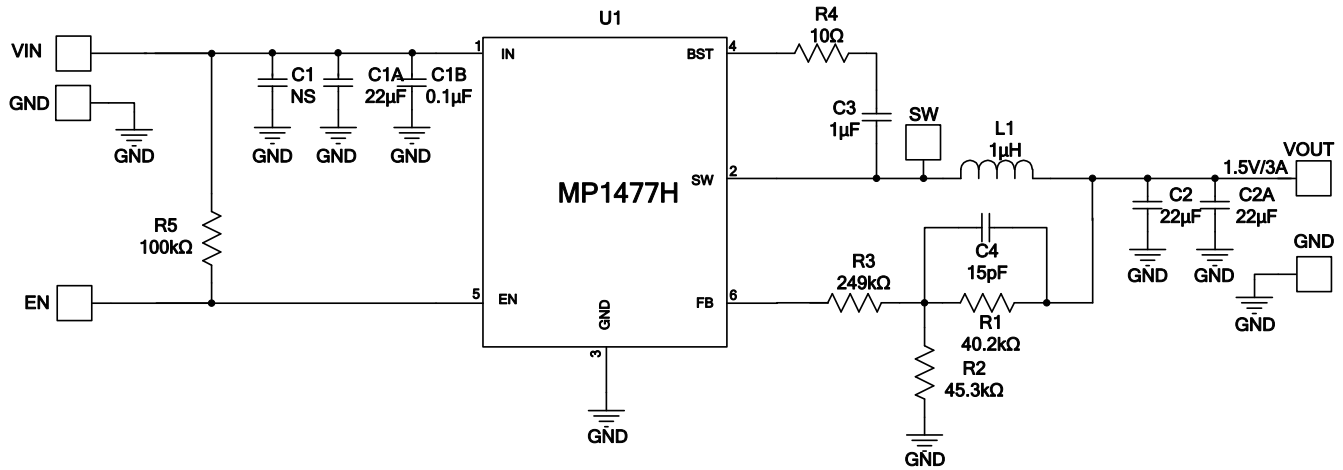 U1
VIN
1
IN
C1
NS
C1A
22µF
C1B
0.1µF
GND
GND
GND
GND
GND
R5
100kΩ
EN
5
EN
MP1477H
GND
3
GND
BST
4
R4
10Ω
C3
1µF
SW
SW
2
L1
1µH
1.5V/3A
VOUT
C2
22µF
C2A
22µF
GND
GND
GND
GND
C4
15pF
R3
249kΩ
FB
6
R1
40.2kΩ
R2
45.3kΩ
GND